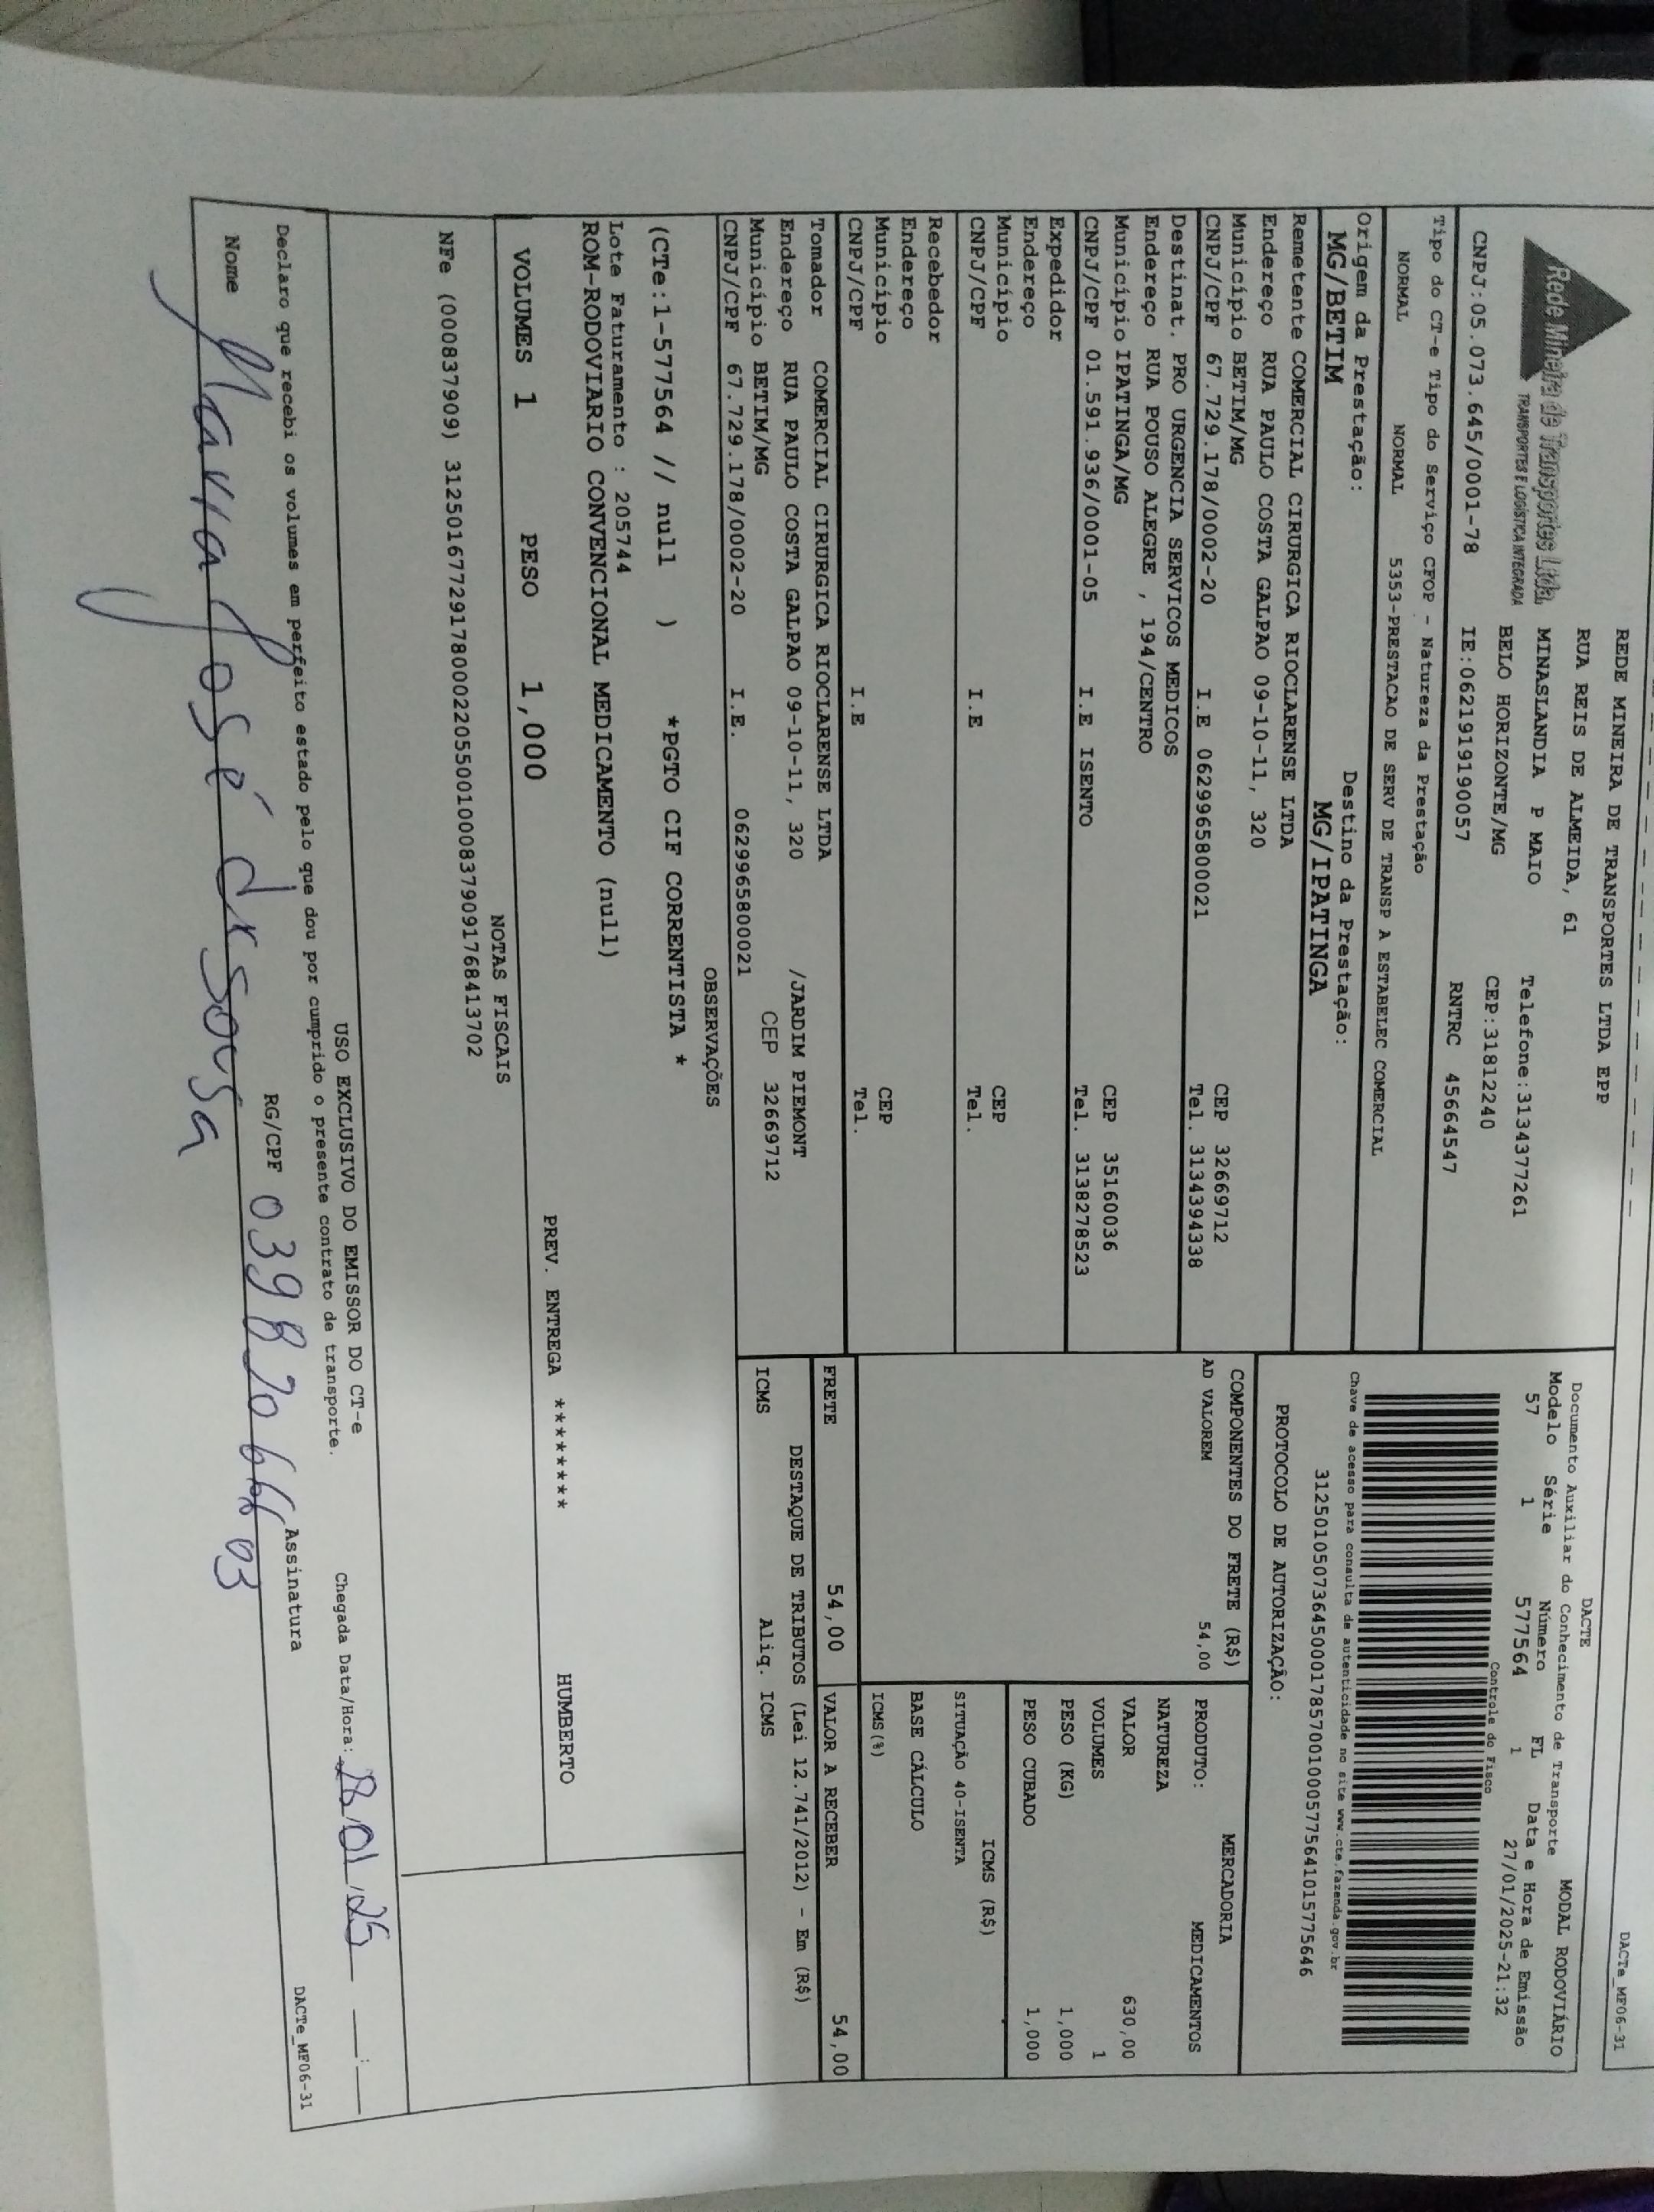 DACTe_MF06-31
Rede Mineira de Transportes Ltda.
TRANSPORTES E LOGÍSTICA INTEGRADA
REDE MINEIRA DE TRANSPORTES LTDA EPP
RUA REIS DE ALMEIDA, 61
MINASLANDIA P MAIO Telefone:3134377261
BELO HORIZONTE/MG CEP:31812240
CNPJ:05.073.645/0001-78 IE:0621919190057 RNTRC 45664547
DACTE
Documento Auxiliar do Conhecimento de Transporte MODAL RODOVIÁRIO
Modelo Série Número FL Data e Hora de Emissão
57 1 577564 1 27/01/2025-21:32
Controle do Fisco
Chave de acesso para consulta de autenticidade no site www.cte.fazenda.gov.br
31250105073645000178570010005775641015775646
PROTOCOLO DE AUTORIZAÇÃO:
Tipo do CT-e Tipo do Serviço CFOP - Natureza da Prestação
NORMAL NORMAL 5353-PRESTACAO DE SERV DE TRANSP A ESTABELEC COMERCIAL
Origem da Prestação: Destino da Prestação:
MG/BETIM MG/IPATINGA
Remetente COMERCIAL CIRURGICA RIOCLARENSE LTDA
Endereço RUA PAULO COSTA GALPAO 09-10-11, 320
Município BETIM/MG CEP 32669712
CNPJ/CPF 67.729.178/0002-20 I.E 0629965800021 Tel. 3134394338
Destinat. PRO URGENCIA SERVICOS MEDICOS
Endereço RUA POUSO ALEGRE , 194/CENTRO
Município IPATINGA/MG CEP 35160036
CNPJ/CPF 01.591.936/0001-05 I.E ISENTO Tel. 3138278523
Expedidor
Endereço
Município CEP
CNPJ/CPF I.E Tel.
Recebedor
Endereço
Município CEP
CNPJ/CPF I.E Tel.
Tomador COMERCIAL CIRURGICA RIOCLARENSE LTDA
Endereço RUA PAULO COSTA GALPAO 09-10-11, 320 /JARDIM PIEMONT
Município BETIM/MG CEP 32669712
CNPJ/CPF 67.729.178/0002-20 I.E. 0629965800021
COMPONENTES DO FRETE (R$)
AD VALOREM 54,00
MERCADORIA
PRODUTO: MEDICAMENTOS
NATUREZA
VALOR 630,00
VOLUMES 1
PESO (KG) 1,000
PESO CUBADO 1,000
ICMS (R$)
SITUAÇÃO 40-ISENTA
BASE CÁLCULO
ICMS(%)
FRETE 54,00 VALOR A RECEBER 54,00
DESTAQUE DE TRIBUTOS (Lei 12.741/2012) - Em (R$)
ICMS Aliq. ICMS
OBSERVAÇÕES
(CTe:1-577564 // null ) *PGTO CIF CORRENTISTA *
Lote Faturamento : 205744
ROM-RODOVIARIO CONVENCIONAL MEDICAMENTO (null)
HUMBERTO
VOLUMES 1 PESO 1,000 PREV. ENTREGA ********
NOTAS FISCAIS
NFe (000837909) 31250167729178000220550010008379091768413702
USO EXCLUSIVO DO EMISSOR DO CT-e
Declaro que recebi os volumes em perfeito estado pelo que dou por cumprido o presente contrato de transporte.
Chegada Data/Hora: 28/01/25 __:__
Nome Maria José dr sousa RG/CPF 039870666 03 Assinatura
DACTe_MF06-31